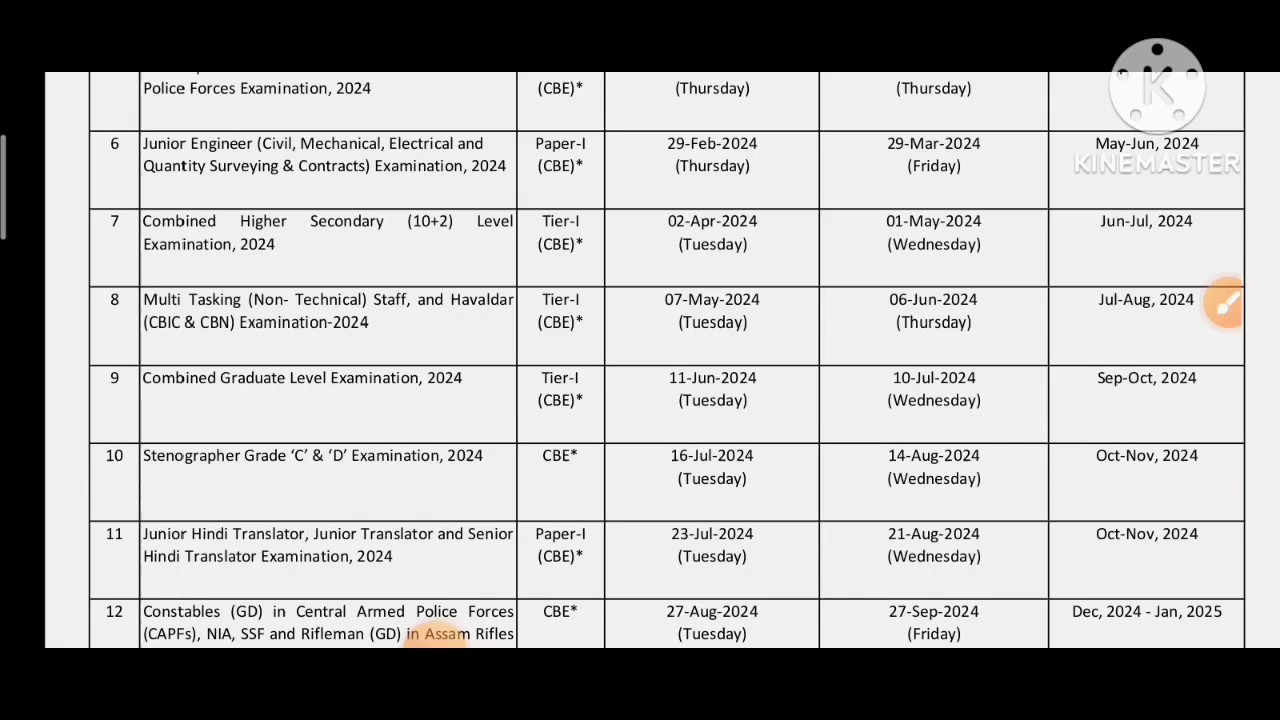 Police Forces Examination, 2024 (CBE)* (Thursday) (Thursday)
6 Junior Engineer (Civil, Mechanical, Electrical and Paper-I 29-Feb-2024 29-Mar-2024 May-Jun, 2024
Quantity Surveying & Contracts) Examination, 2024 (CBE)* (Thursday) (Friday)
KINEMASTER
7 Combined Higher Secondary (10+2) Level Tier-I 02-Apr-2024 01-May-2024 Jun-Jul, 2024
Examination, 2024 (CBE)* (Tuesday) (Wednesday)
8 Multi Tasking (Non- Technical) Staff, and Havaldar Tier-I 07-May-2024 06-Jun-2024 Jul-Aug, 2024
(CBIC & CBN) Examination-2024 (CBE)* (Tuesday) (Thursday)
9 Combined Graduate Level Examination, 2024 Tier-I 11-Jun-2024 10-Jul-2024 Sep-Oct, 2024
(CBE)* (Tuesday) (Wednesday)
10 Stenographer Grade ‘C’ & ‘D’ Examination, 2024 CBE* 16-Jul-2024 14-Aug-2024 Oct-Nov, 2024
(Tuesday) (Wednesday)
11 Junior Hindi Translator, Junior Translator and Senior Paper-I 23-Jul-2024 21-Aug-2024 Oct-Nov, 2024
Hindi Translator Examination, 2024 (CBE)* (Tuesday) (Wednesday)
12 Constables (GD) in Central Armed Police Forces CBE* 27-Aug-2024 27-Sep-2024 Dec, 2024 - Jan, 2025
(CAPFs), NIA, SSF and Rifleman (GD) in Assam Rifles (Tuesday) (Friday)